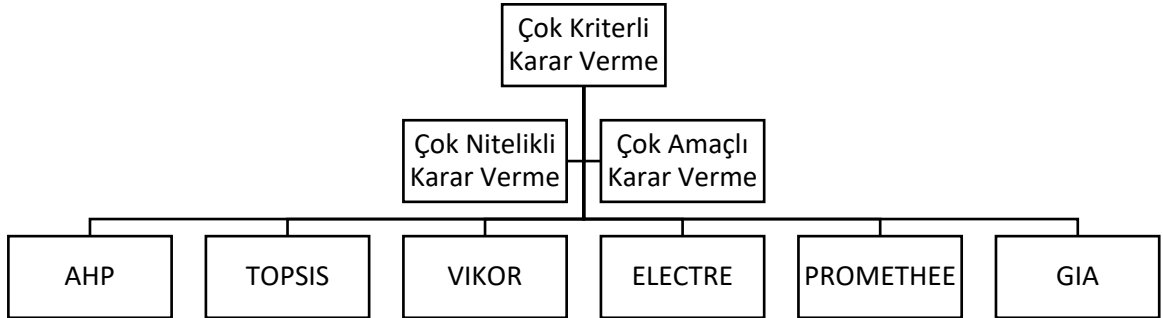 Çok Kriterli
Karar Verme
Çok Nitelikli
Karar Verme
Çok Amaçlı
Karar Verme
AHP
TOPSIS
VIKOR
ELECTRE
PROMETHEE
GIA